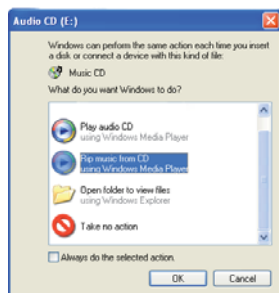 Audio CD (E:)
Windows can perform the same action each time you insert
a disk or connect a device with this kind of file:
Music CD
What do you want Windows to do?
Play audio CD
using Windows Media Player
Rip music from CD
using Windows Media Player
Open folder to view files
using Windows Explorer
Take no action
Always do the selected action.
OK
Cancel